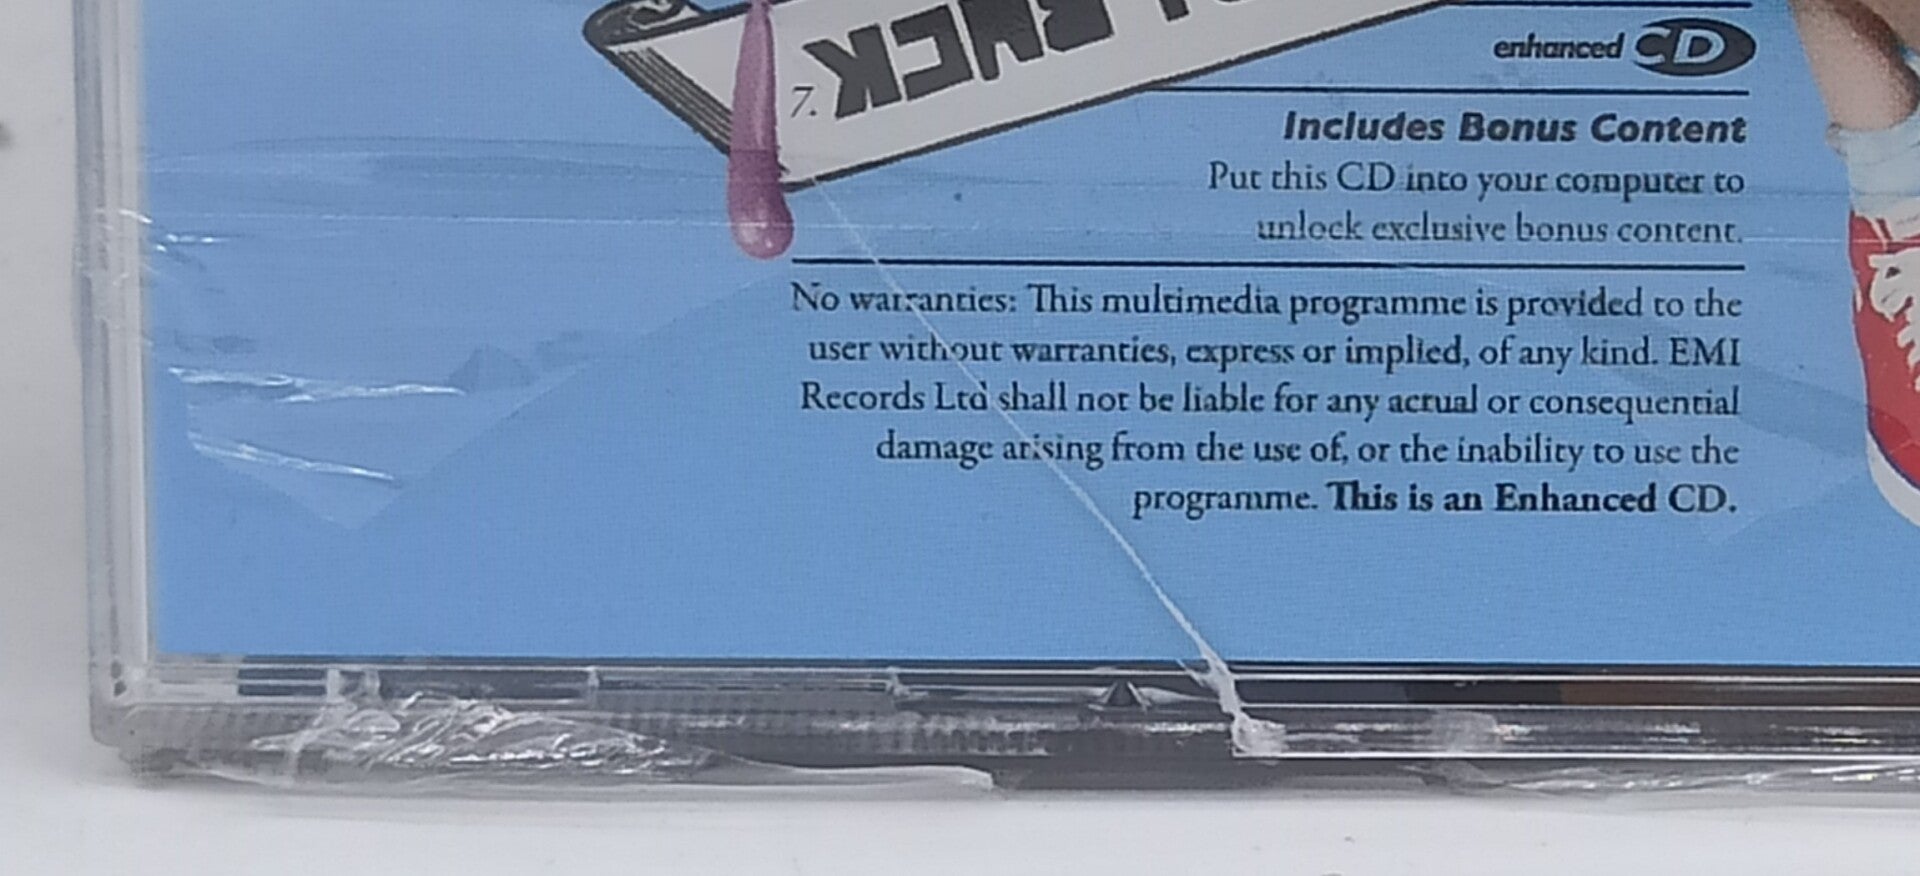 7.
enhanced CD
Includes Bonus Content
Put this CD into your computer to
unlock exclusive bonus content.
No warranties: This multimedia programme is provided to the
user without warranties, express or implied, of any kind. EMI
Records Ltd shall not be liable for any actual or consequential
damage arising from the use of, or the inability to use the
programme. This is an Enhanced CD.